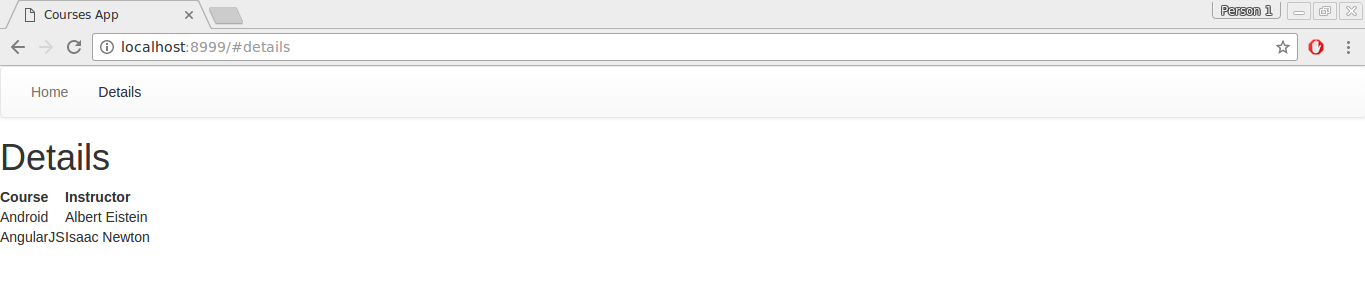 Courses App
Person 1
localhost:8999/#details
Home Details
Details
Course Instructor
Android Albert Eistein
AngularJS Isaac Newton